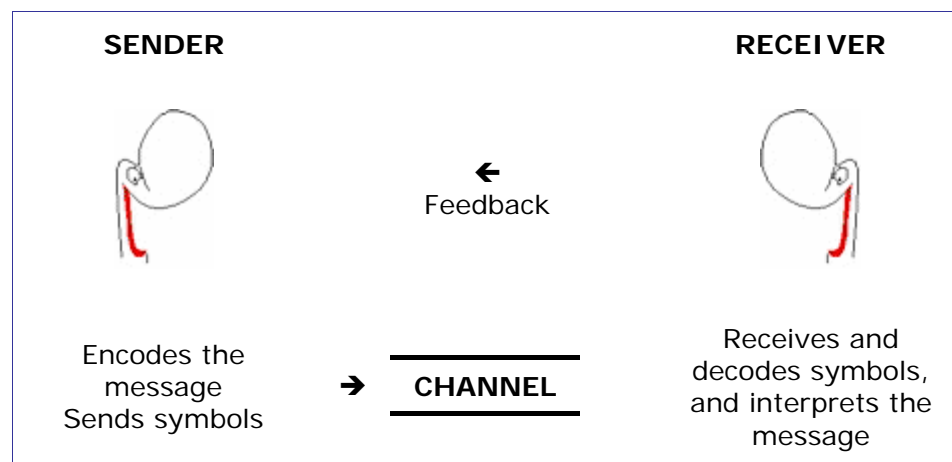 SENDER
RECEIVER
←
Feedback
Encodes the
message
Sends symbols
→ CHANNEL
Receives and
decodes symbols,
and interprets the
message